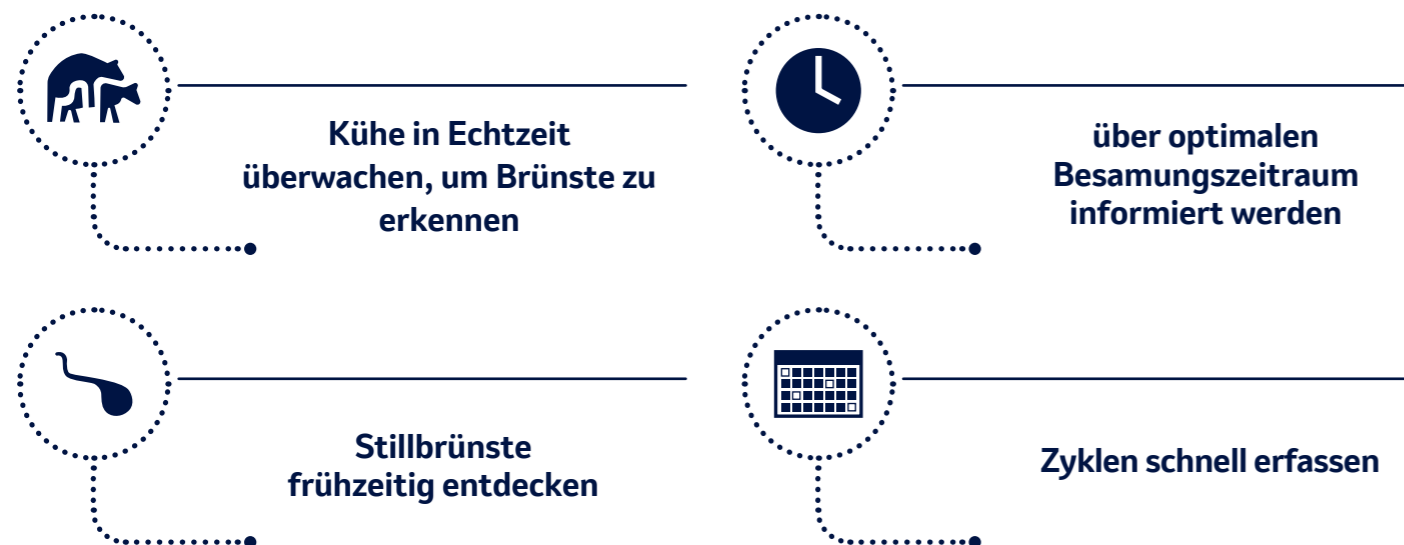 Kühe in Echtzeit
überwachen, um Brünste zu
erkennen
über optimalen
Besamungszeitraum
informiert werden
Stillbrünste
frühzeitig entdecken
Zyklen schnell erfassen